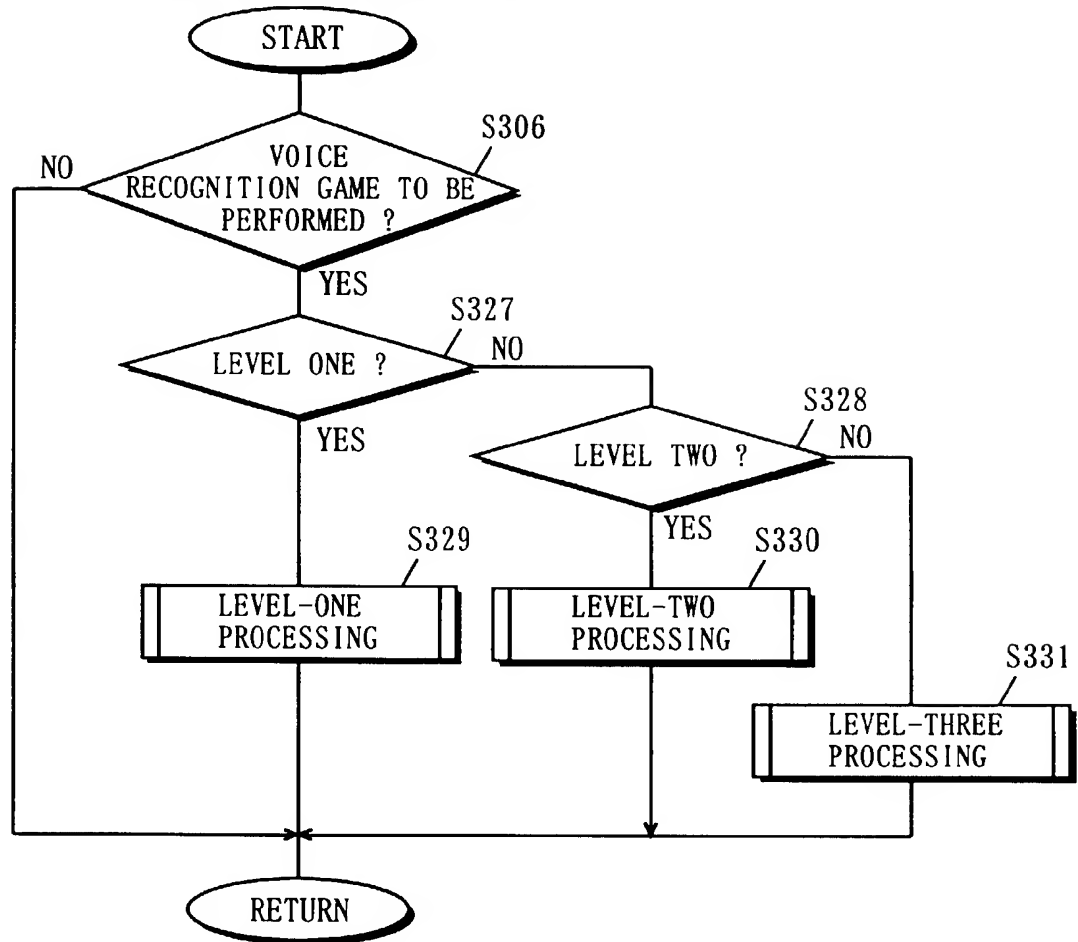 START
S306
NO
VOICE
RECOGNITION GAME TO BE
PERFORMED ?
YES
S327
LEVEL ONE ?
NO
S328
YES
LEVEL TWO ?
NO
YES
S329
S330
LEVEL-ONE
PROCESSING
LEVEL-TWO
PROCESSING
S331
LEVEL-THREE
PROCESSING
RETURN